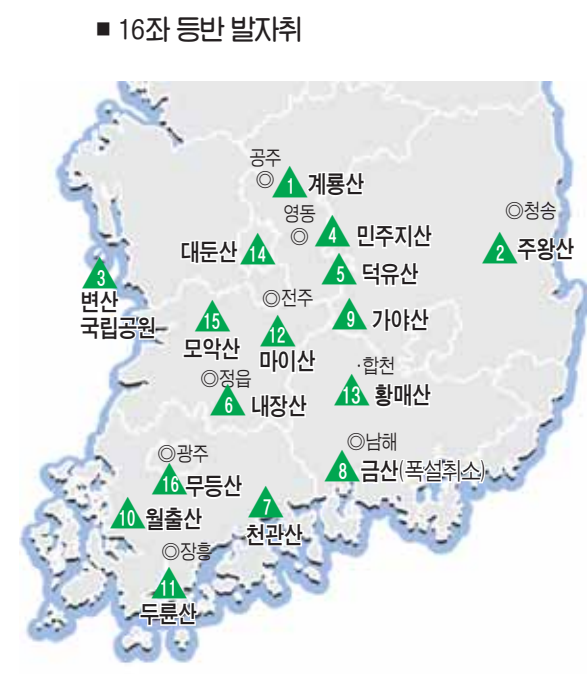 ■ 16좌 등반 발자취
공주
◎
1 계룡산
영동
◎
4 민주지산
◎청송
2 주왕산
대둔산 14
5 덕유산
3
변산
국립공원
◎전주
15
모악산
12
마이산
9 가야산
·합천
13 황매산
◎정읍
6 내장산
◎남해
8 금산(폭설취소)
◎광주
16 무등산
10 월출산
7
천관산
◎장흥
11
두륜산